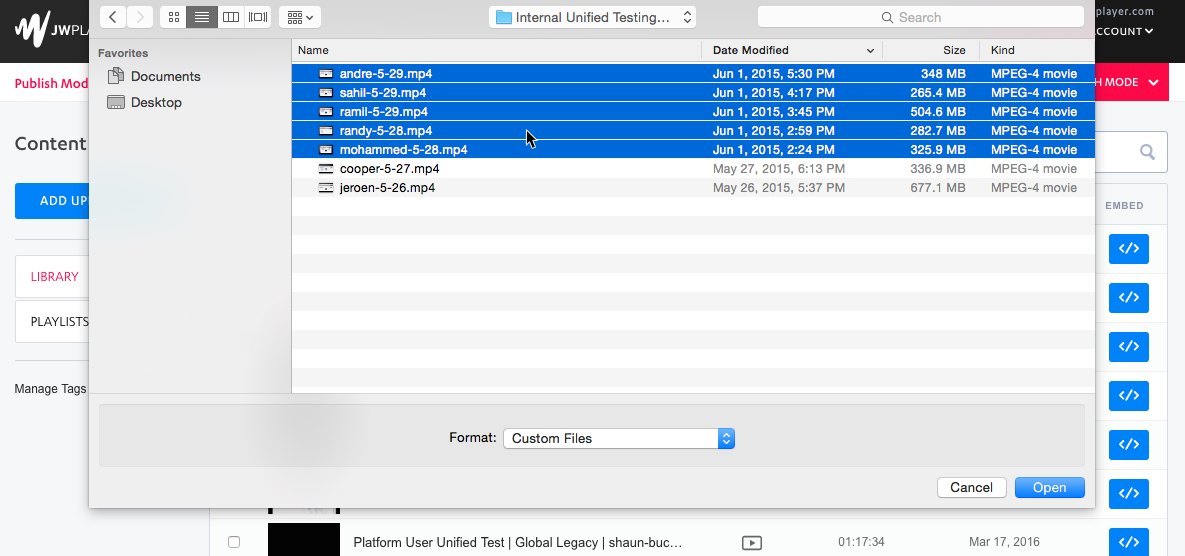 JWPL
Internal Unified Testing...
Search
player.com
ACCOUNT
Publish Mod
H MODE
Favorites
Documents
Desktop
Name Date Modified Size Kind
andre-5-29.mp4 Jun 1, 2015, 5:30 PM 348 MB MPEG-4 movie
sahil-5-29.mp4 Jun 1, 2015, 4:17 PM 265.4 MB MPEG-4 movie
ramil-5-29.mp4 Jun 1, 2015, 3:45 PM 504.6 MB MPEG-4 movie
randy-5-28.mp4 Jun 1, 2015, 2:59 PM 282.7 MB MPEG-4 movie
mohammed-5-28.mp4 Jun 1, 2015, 2:24 PM 325.9 MB MPEG-4 movie
cooper-5-27.mp4 May 27, 2015, 6:13 PM 336.9 MB MPEG-4 movie
jeroen-5-26.mp4 May 26, 2015, 5:37 PM 677.1 MB MPEG-4 movie
Content
ADD UP
LIBRARY
PLAYLISTS
Manage Tags
EMBED
</>
</>
</>
</>
</>
</>
</>
Format: Custom Files
Cancel Open
Platform User Unified Test | Global Legacy | shaun-buc... 01:17:34 Mar 17, 2016